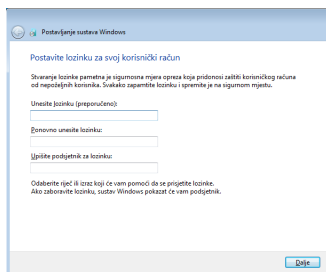 Postavljanje sustava Windows
Postavite lozinku za svoj korisnički račun
Stvaranje lozinke pametna je sigurnosna mjera opreza koja pridonosi zaštiti korisničkog računa
od nepoželjnih korisnika. Svakako zapamtite lozinku i spremite je na sigurnom mjestu.
Unesite lozinku (preporučeno):
Ponovno unesite lozinku:
Upišite podsjetnik za lozinku:
Odaberite riječ ili izraz koji će vam pomoći da se prisjetite lozinke.
Ako zaboravite lozinku, sustav Windows pokazat će vam podsjetnik.
Dalje